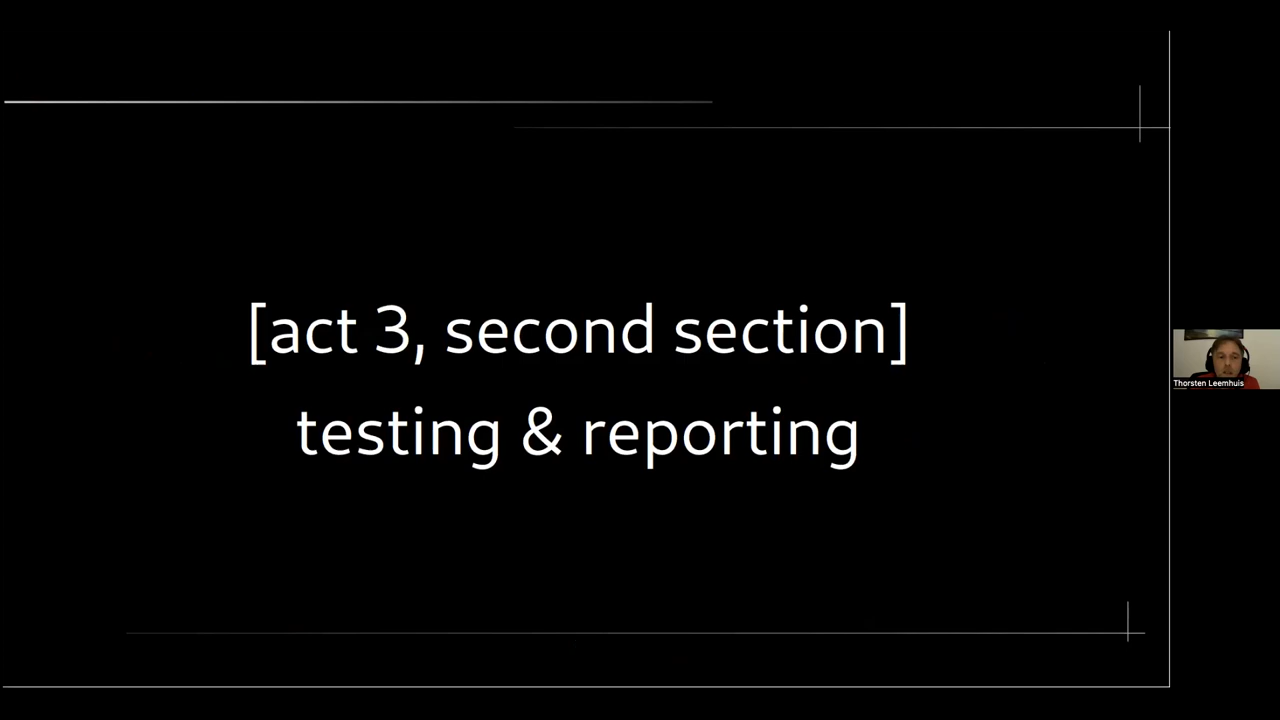 [act 3, second section]
testing & reporting
Thorsten Leemhuis